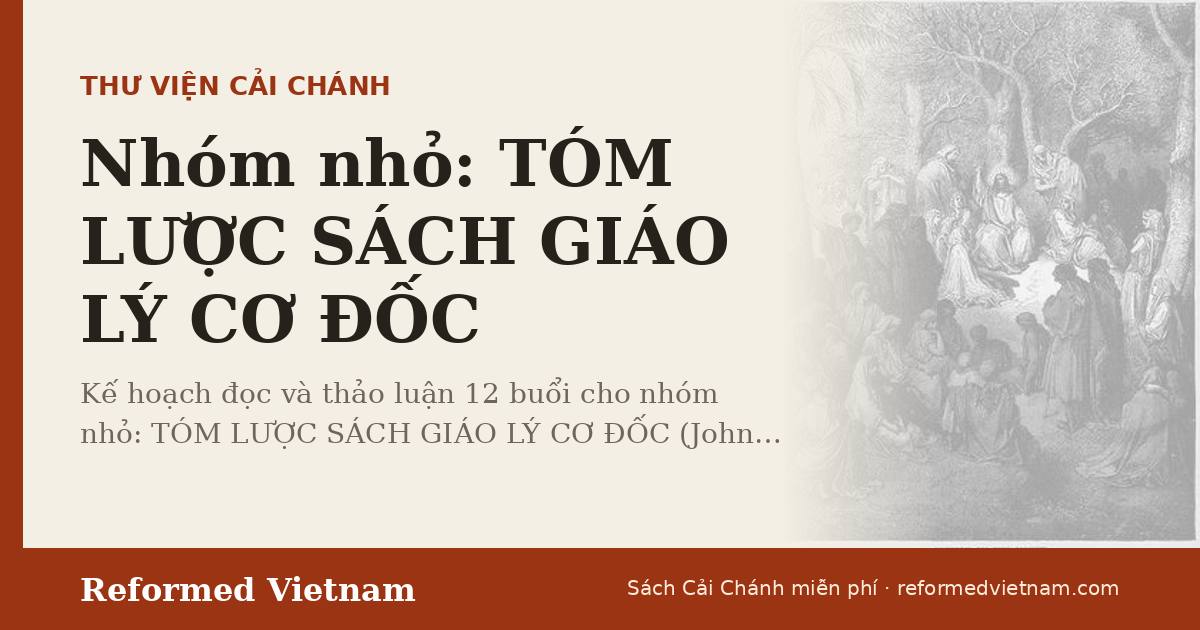 THƯ VIỆN CẢI CHÁNH
Nhóm nhỏ: TÓM
LƯỢC SÁCH GIÁO
LÝ CƠ ĐỐC
Kế hoạch đọc và thảo luận 12 buổi cho nhóm
nhỏ: TÓM LƯỢC SÁCH GIÁO LÝ CƠ ĐỐC (John…
Reformed Vietnam
Sách Cải Chánh miễn phí · reformedvietnam.com